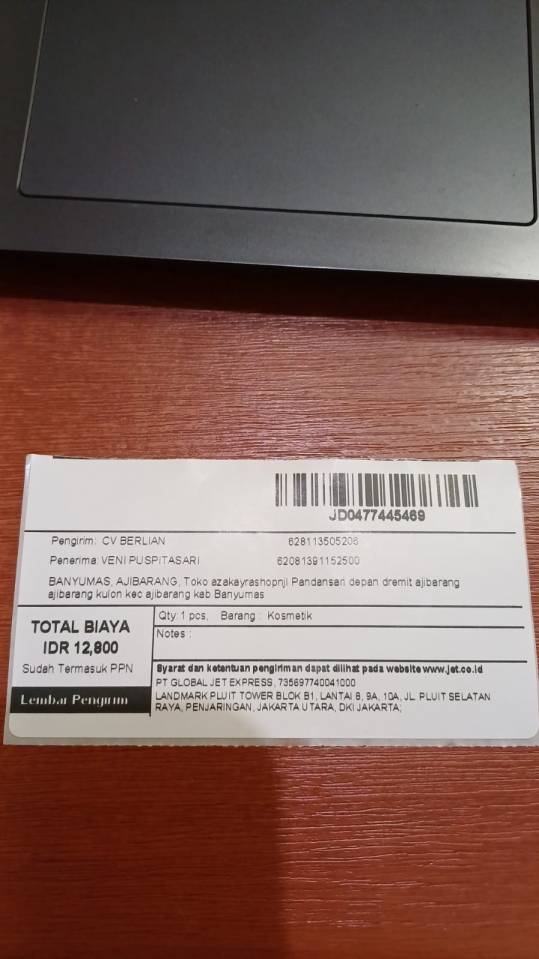 JD0477445469
Pengirim: CV BERLIAN 628113505206
Penerima: VENI PUSPITASARI 62081391152500
BANYUMAS, AJIBARANG, Toko azakayrashopnji Pandansari depan dremit ajibarang
ajibarang kulon kec ajibarang kab Banyumas
TOTAL BIAYA
IDR 12,800
Sudah Termasuk PPN
Lembar Pengirim
Qty: 1 pcs, Barang : Kosmetik
Notes :
Syarat dan ketentuan pengiriman dapat dilihat pada website www.jet.co.id
PT GLOBAL JET EXPRESS, 735697740041000
LANDMARK PLUIT TOWER BLOK B1, LANTAI 8, 9A, 10A, JL. PLUIT SELATAN
RAYA, PENJARINGAN, JAKARTA UTARA, DKI JAKARTA;